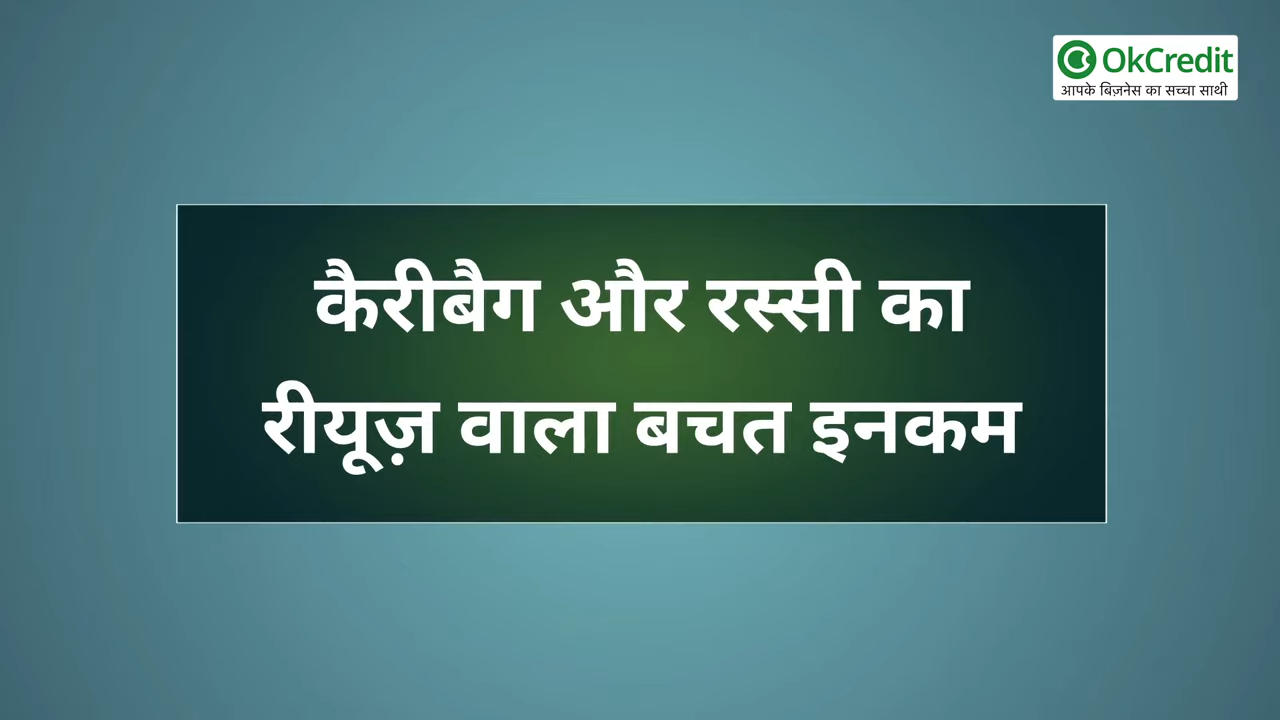 OkCredit
आपके बिज़नेस का सच्चा साथी
कैरीबैग और रस्सी का
रीयूज़ वाला बचत इनकम